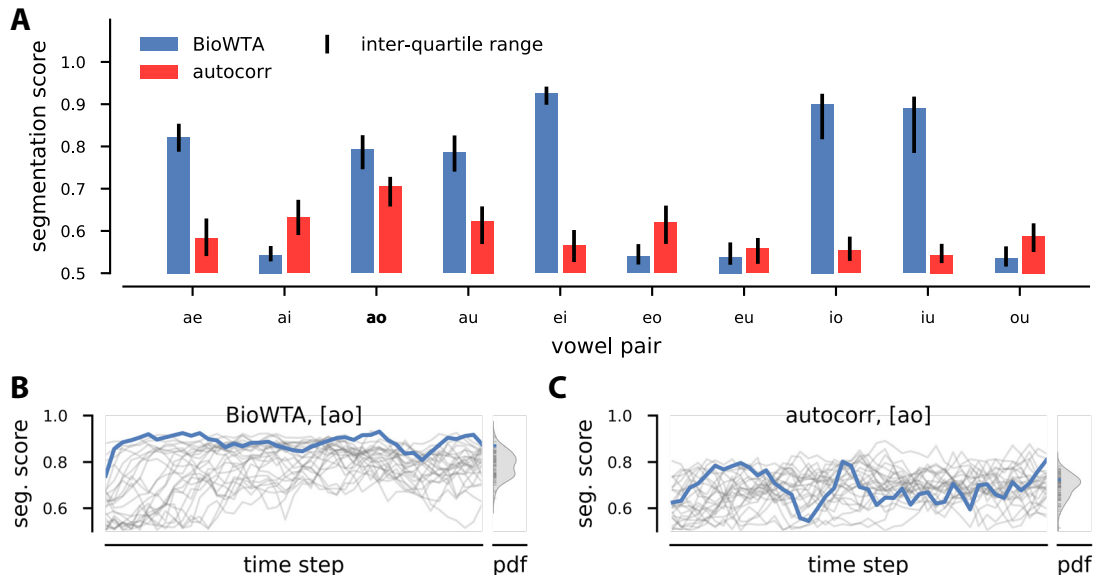 A
BioWTA
autocorr
inter-quartile range
segmentation score
1.0
0.9
0.8
0.7
0.6
0.5
ae ai ao au ei eo eu io iu ou
vowel pair
B
BioWTA, [ao]
seg. score
1.0
0.8
0.6
time step
pdf
C
autocorr, [ao]
seg. score
1.0
0.8
0.6
time step
pdf